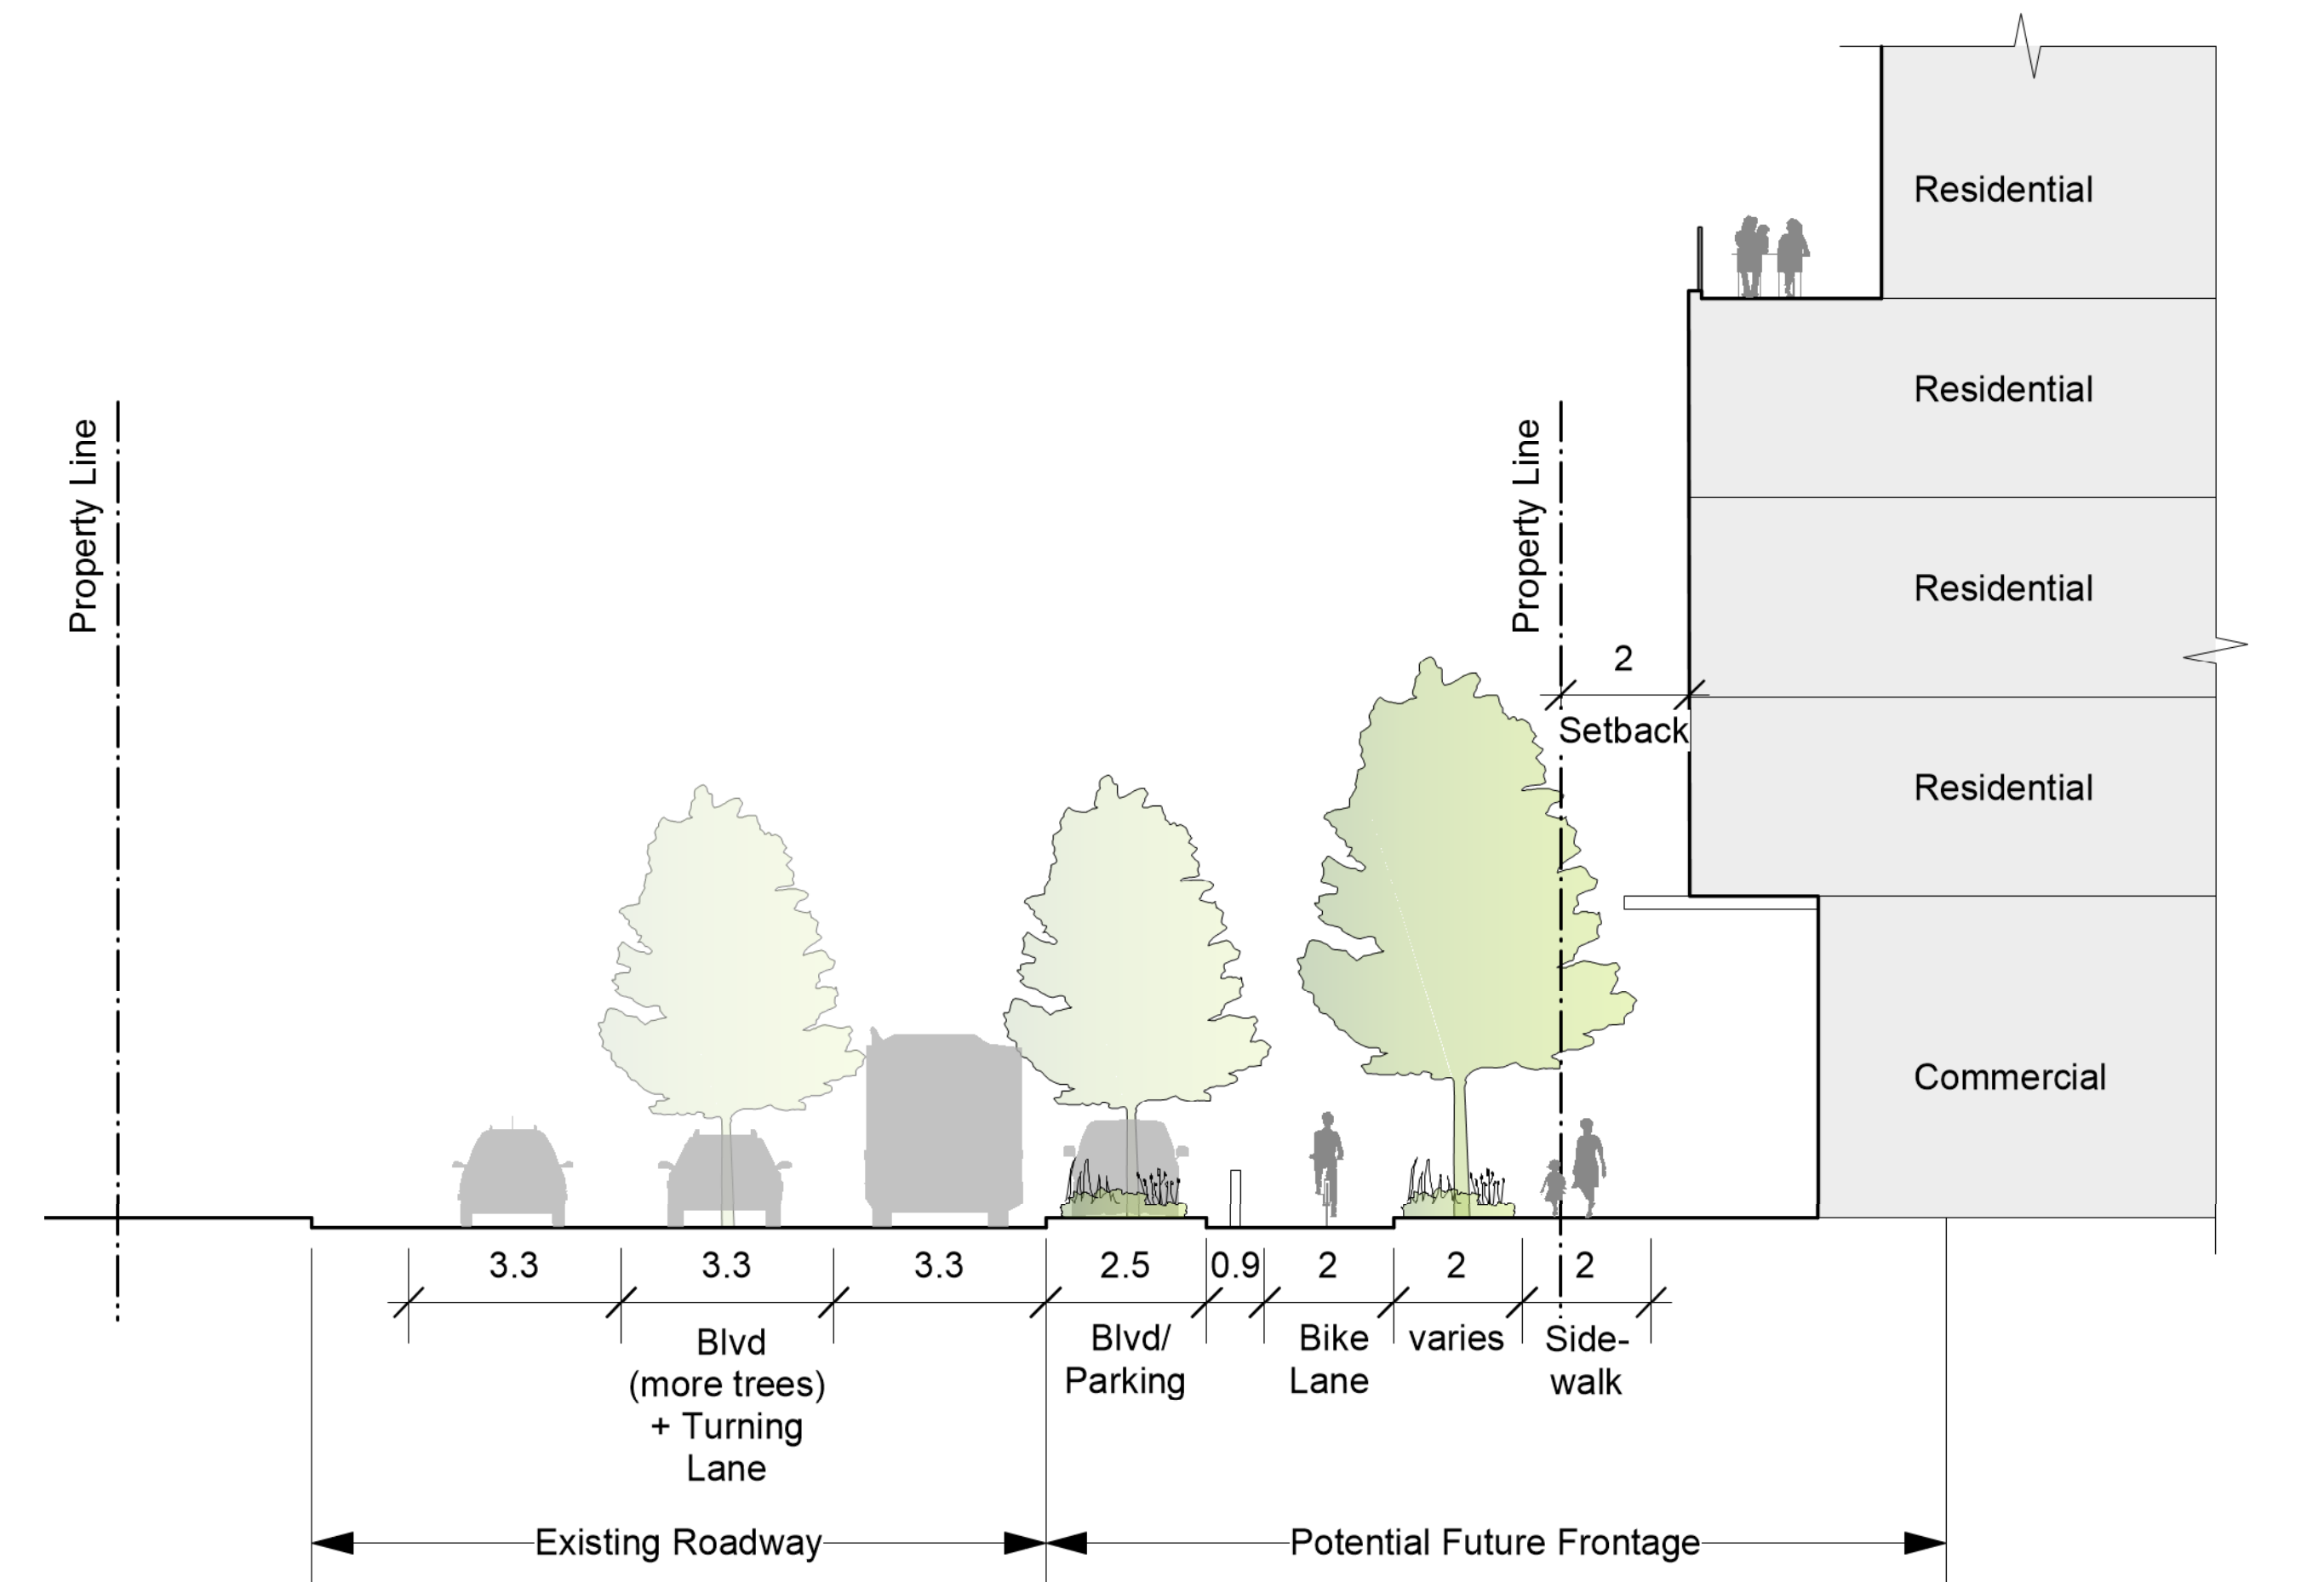 Residential
Residential
Property Line
Property Line
Residential
2
Setback
Residential
Commercial
3.3
3.3
3.3
2.5
0.9
2
2
2
Blvd
(more trees)
+ Turning
Lane
Blvd/
Parking
Bike
Lane
varies
Side-
walk
Existing Roadway
Potential Future Frontage